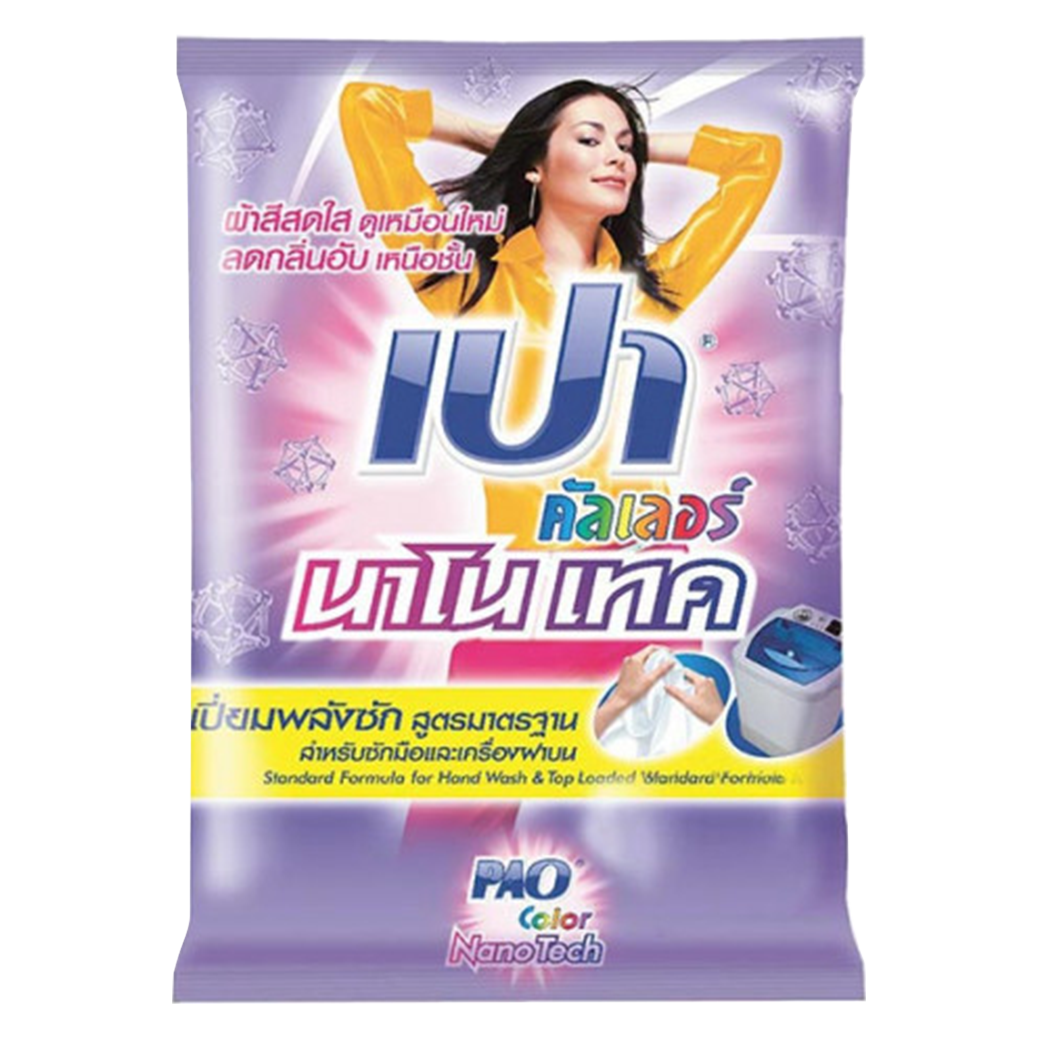 ผ้าสีสดใส ดูเหมือนใหม่
ลดกลิ่นอับ เหนือชั้น
เปา®
คัลเลอร์
นาโน เทค
เปี่ยมพลังซัก สูตรมาตรฐาน
สำหรับซักมือและเครื่องฝาบน
Standard Formula for Hand Wash & Top Loaded
PAO
Color
NanoTech